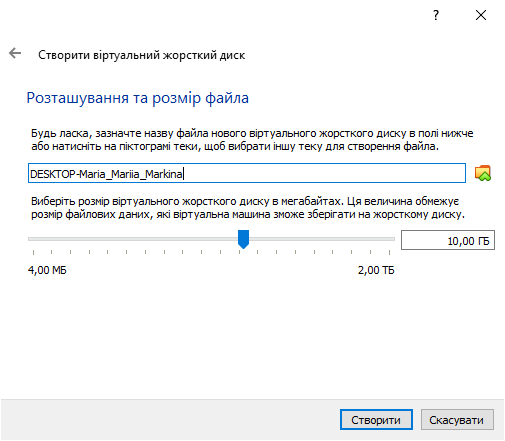 ?
Створити віртуальний жорсткий диск
Розташування та розмір файла
Будь ласка, зазначте назву файла нового віртуального жорсткого диску в полі нижче
або натисніть на піктограмі теки, щоб вибрати іншу теку для створення файла.
DESKTOP-Maria_Mariia_Markina
Виберіть розмір віртуального жорсткого диску в мегабайтах. Ця величина обмежує
розмір файлових даних, які віртуальна машина зможе зберігати на жорсткому диску.
10,00 ГБ
4,00 МБ 2,00 ТБ
Створити Скасувати